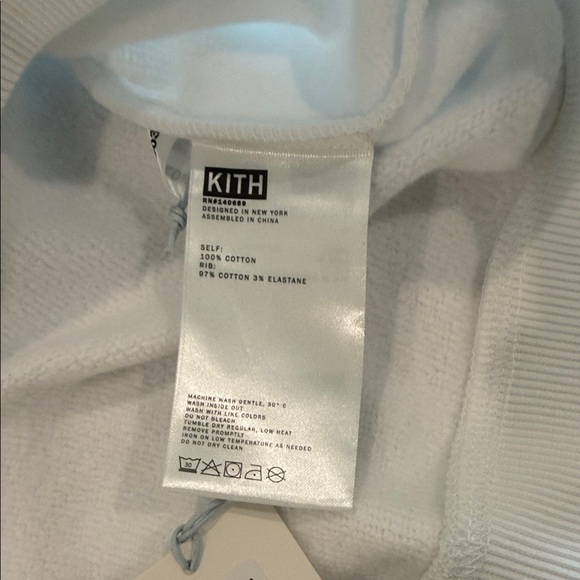 KITH
RN#140659
DESIGNED IN NEW YORK
ASSEMBLED IN CHINA
SELF:
100% COTTON
RIB:
97% COTTON 3% ELASTANE
MACHINE WASH GENTLE, 30° C
WASH INSIDE OUT
WASH WITH LIKE COLORS
DO NOT BLEACH
TUMBLE DRY REGULAR, LOW HEAT
REMOVE PROMPTLY
IRON ON LOW TEMPERATURE AS NEEDED
DO NOT DRY CLEAN
30